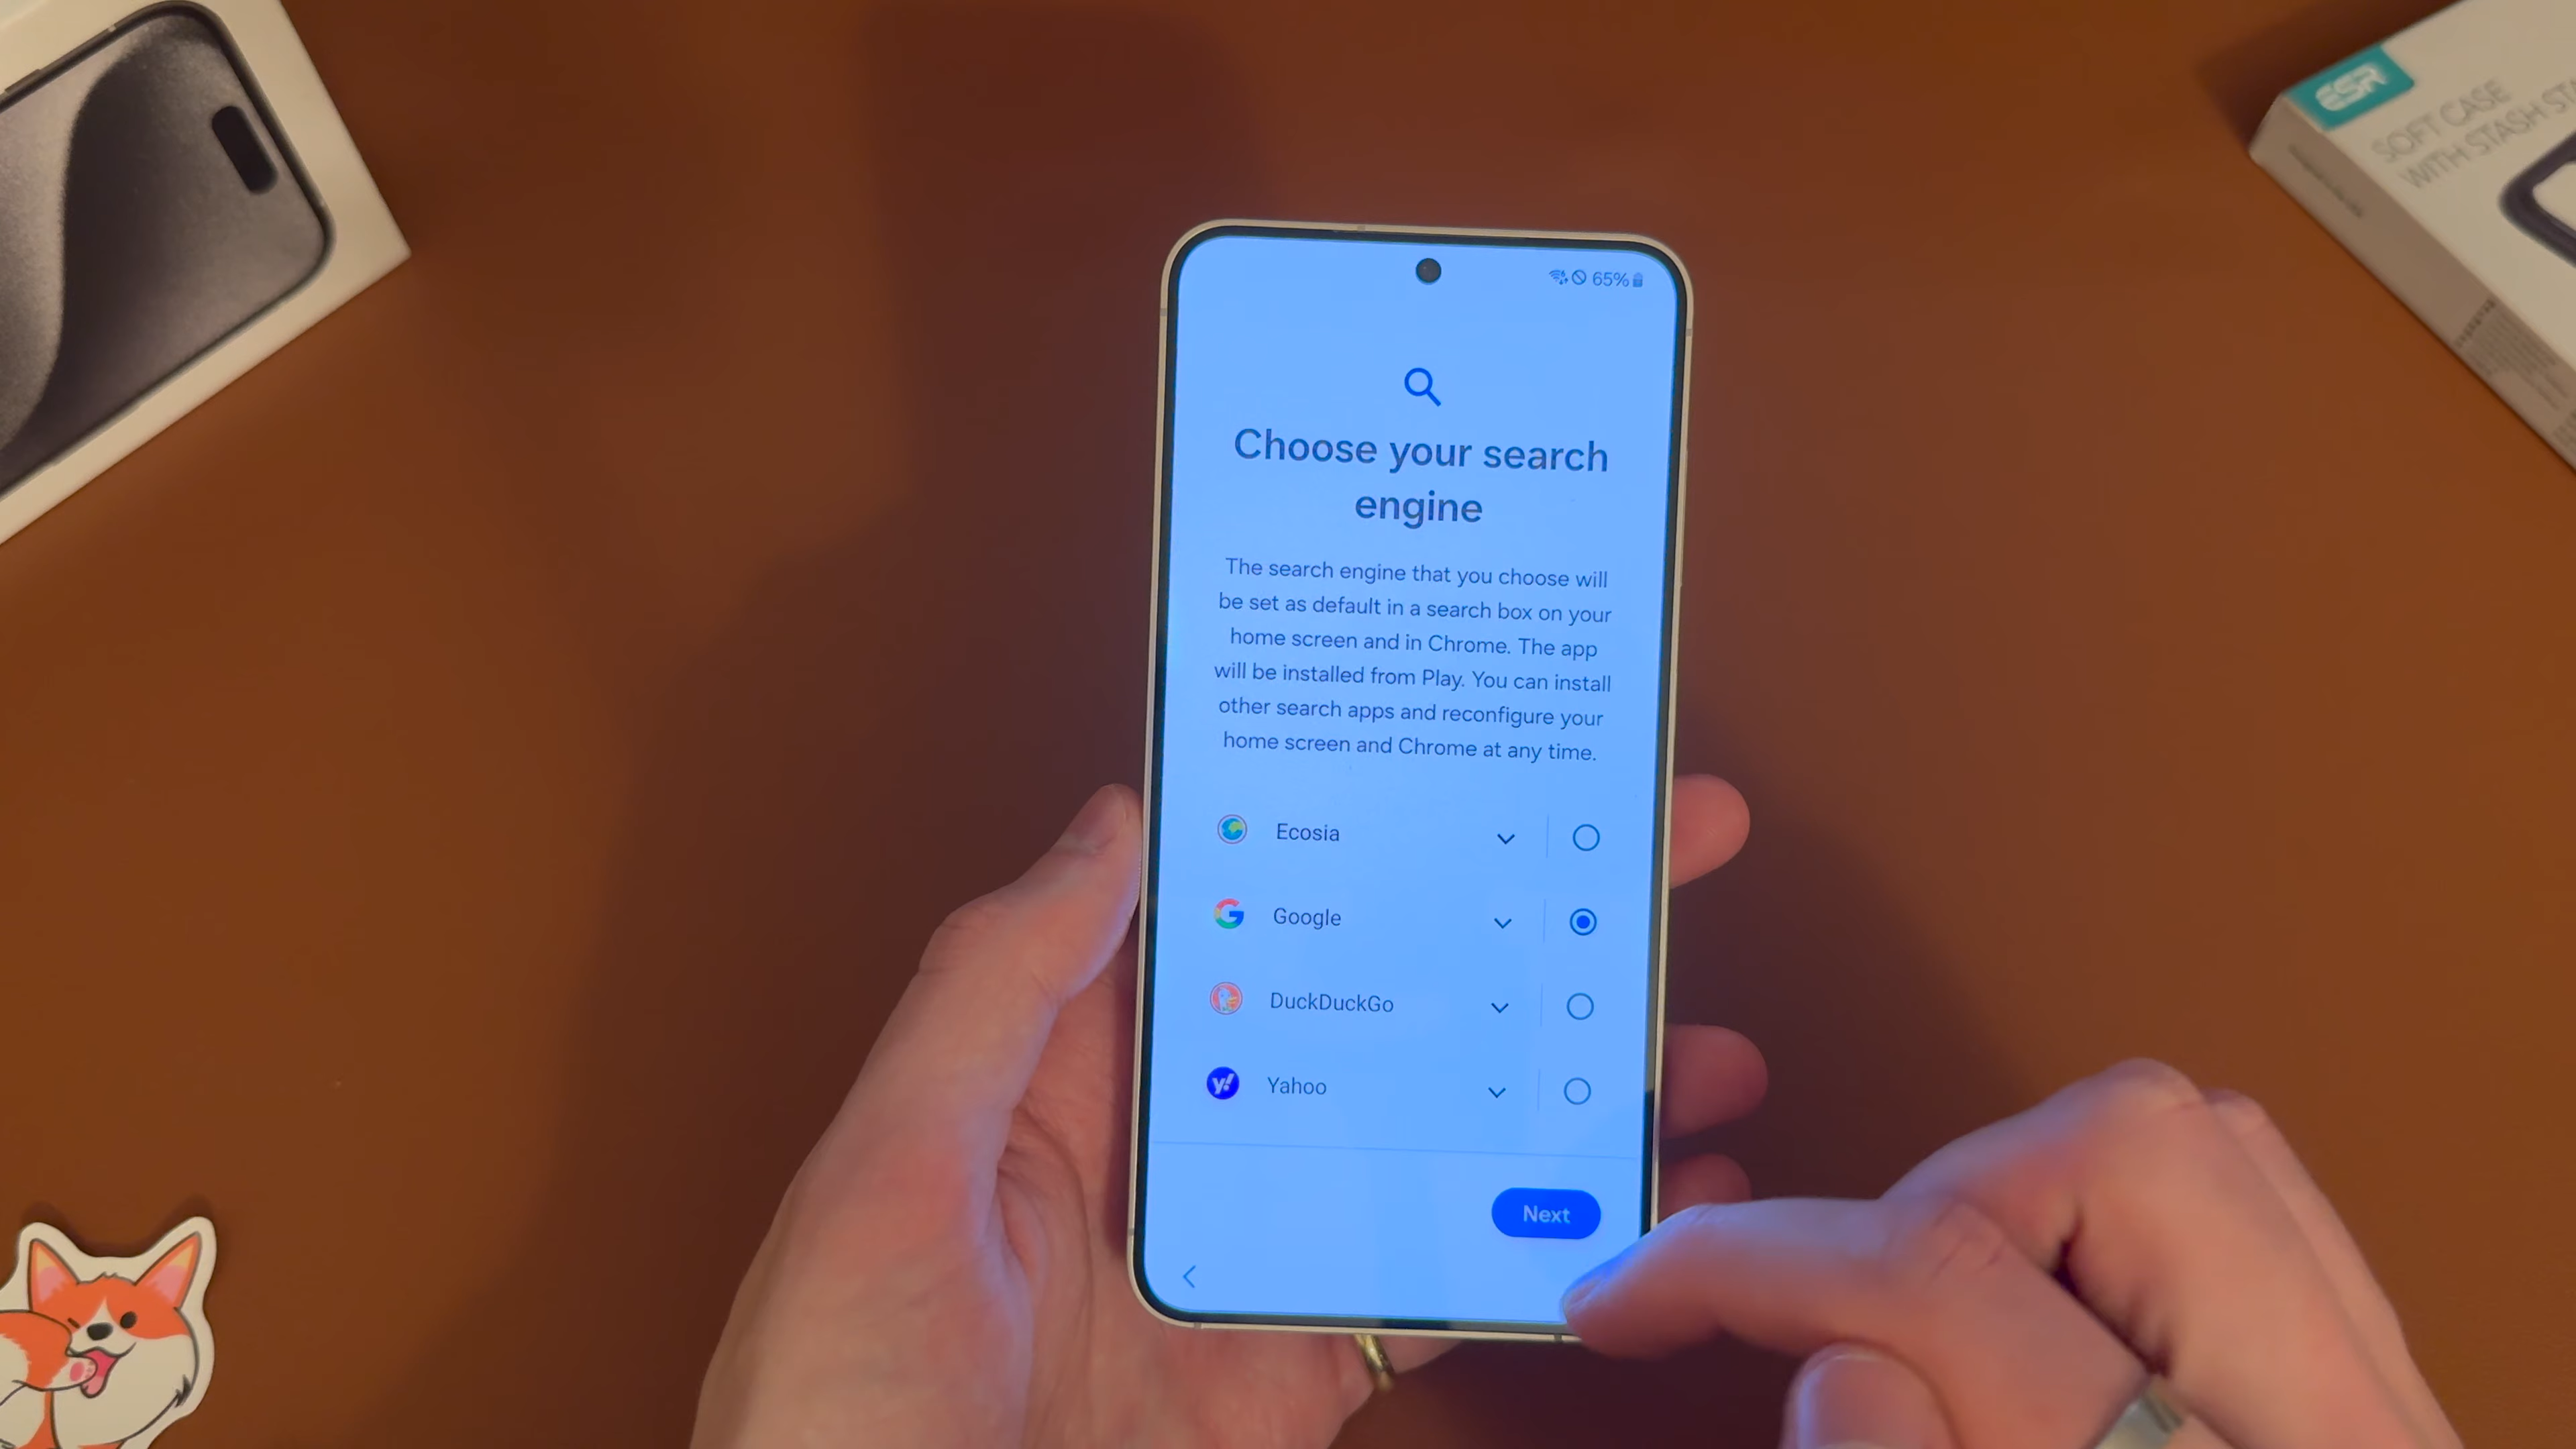 ESR
SOFT CASE
WITH STASH STA
65%
Choose your search
engine
The search engine that you choose will
be set as default in a search box on your
home screen and in Chrome. The app
will be installed from Play. You can install
other search apps and reconfigure your
home screen and Chrome at any time.
Ecosia
Google
DuckDuckGo
y! Yahoo
Next